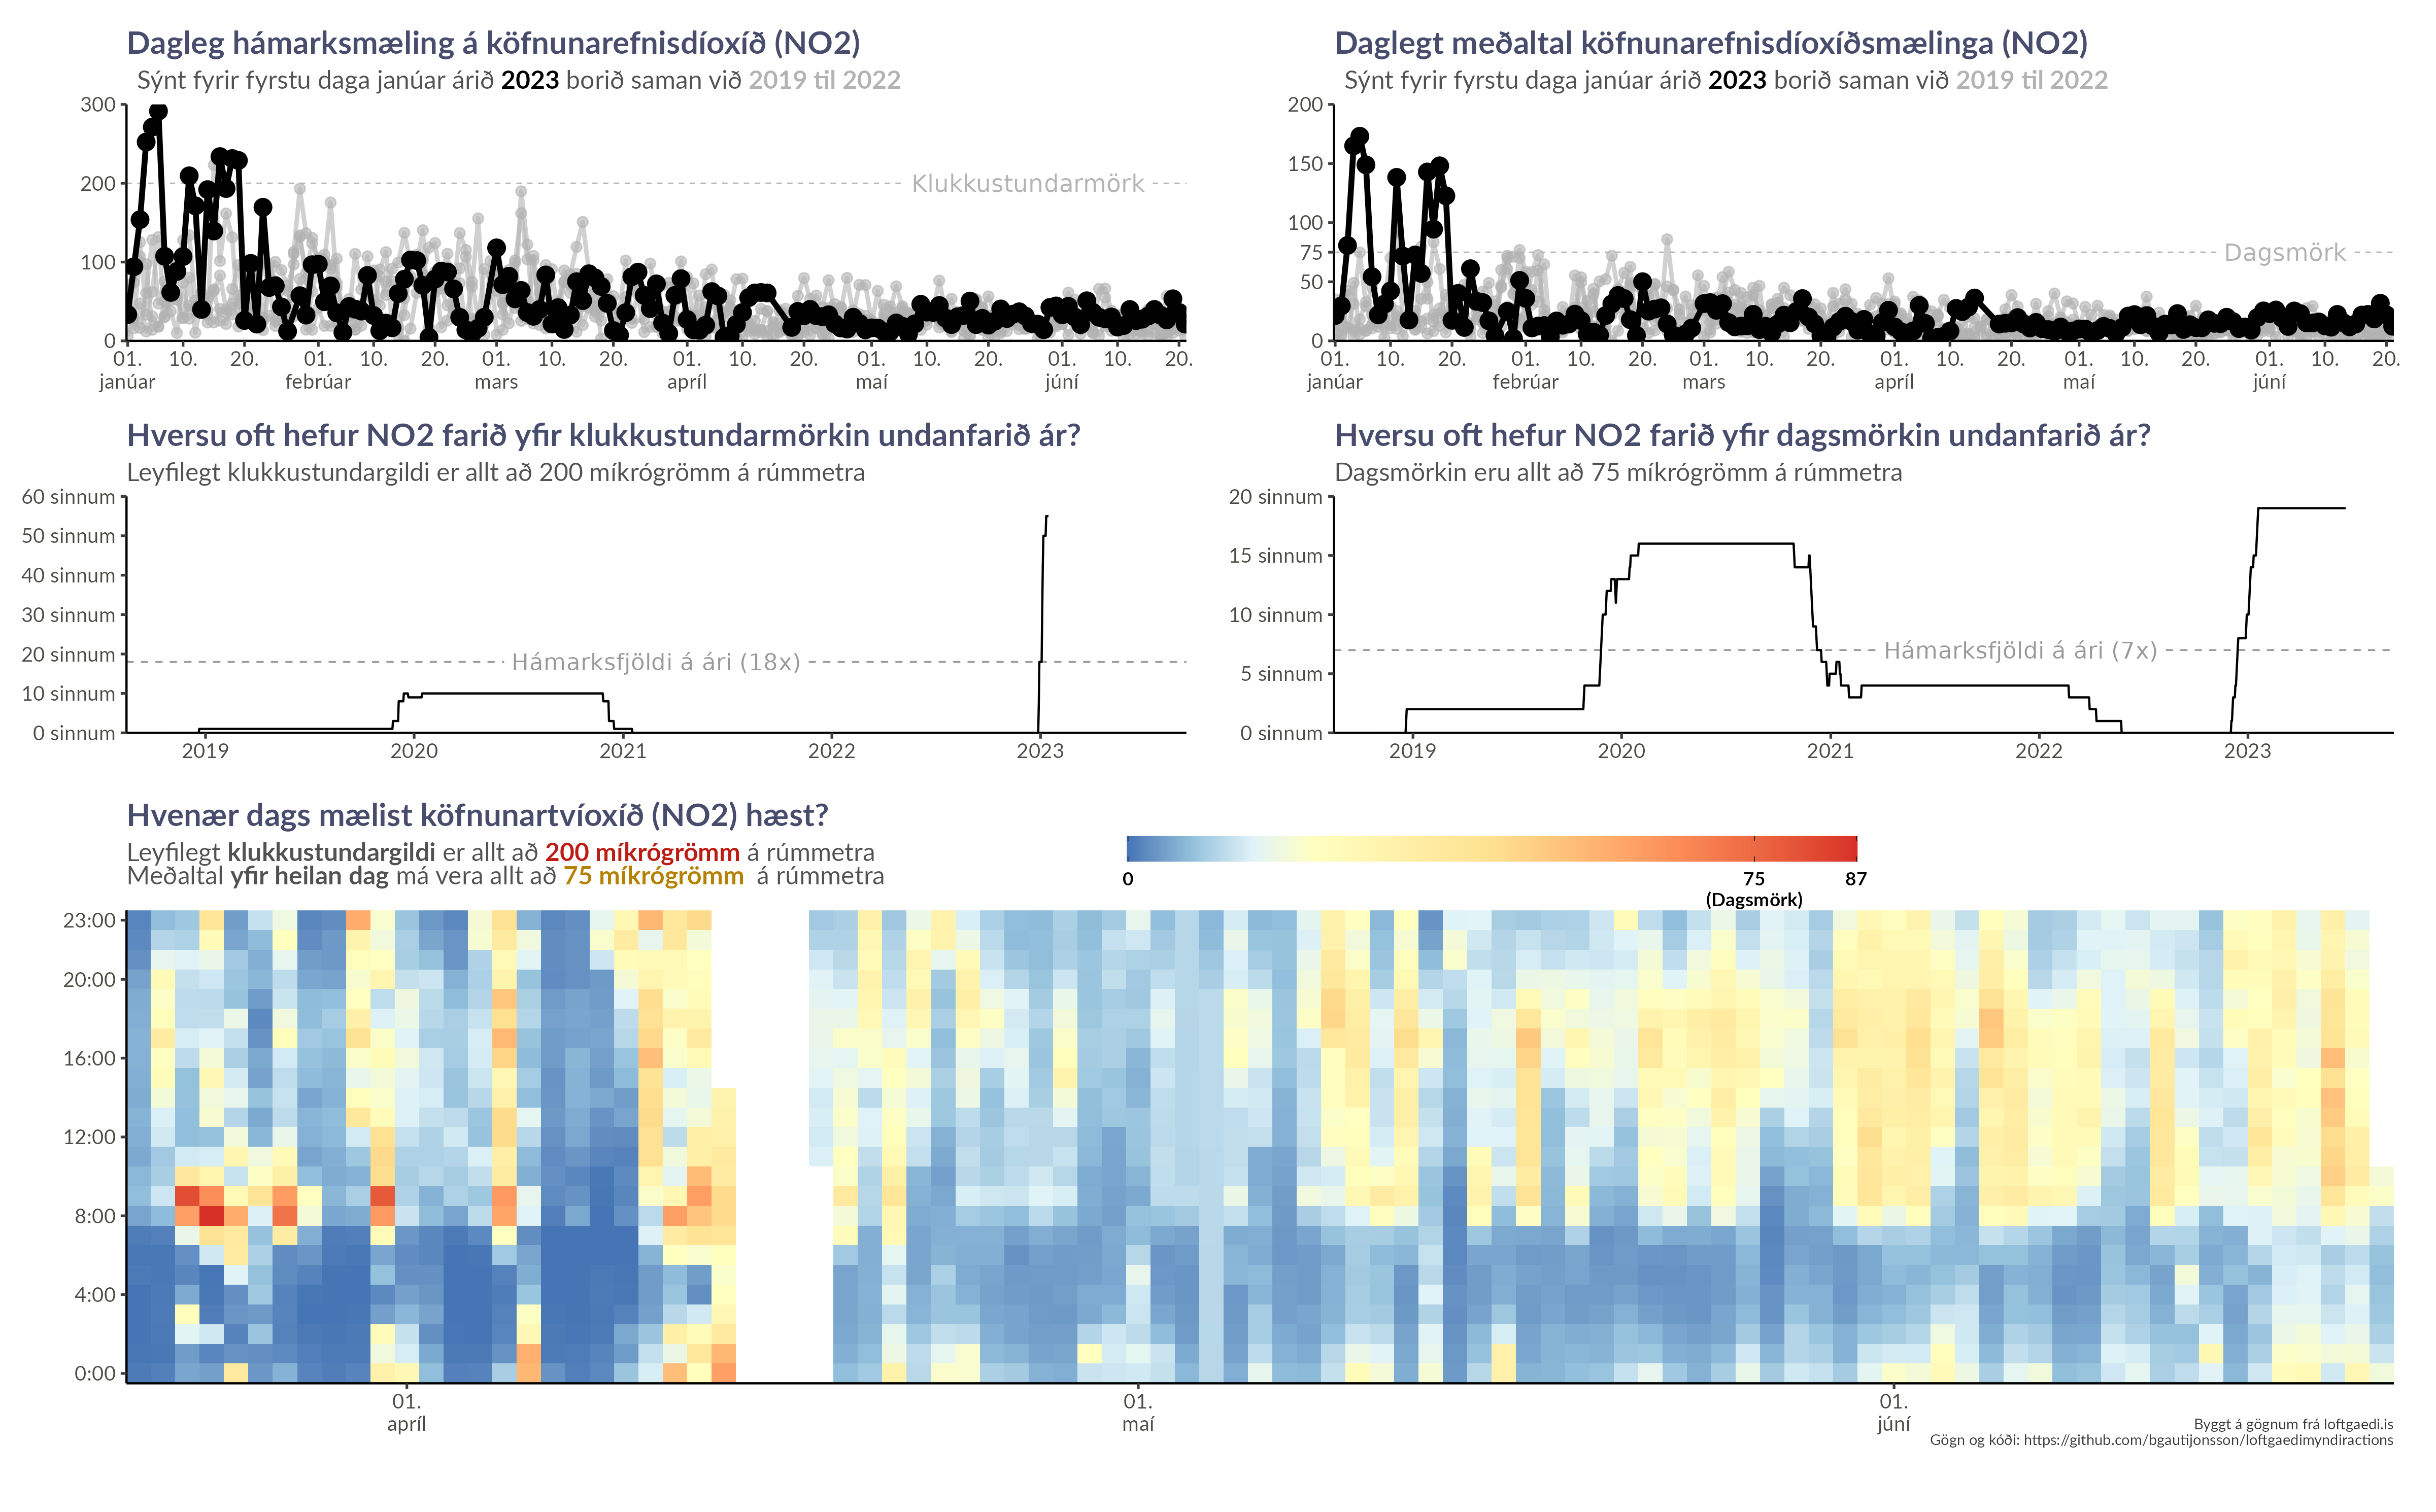 Dagleg hámarksmæling á köfnunarefnisdíoxíð (NO2)
Sýnt fyrir fyrstu daga janúar árið 2023 borið saman við 2019 til 2022
300
200
100
0
Klukkustundarmörk
01. 10. 20. 01. 10. 20. 01. 10. 20. 01. 10. 20. 01. 10. 20. 01. 10. 20.
janúar febrúar mars apríl maí júní
Daglegt meðaltal köfnunarefnisdíoxíðsmælinga (NO2)
Sýnt fyrir fyrstu daga janúar árið 2023 borið saman við 2019 til 2022
200
150
100
75
50
0
Dagsmörk
01. 10. 20. 01. 10. 20. 01. 10. 20. 01. 10. 20. 01. 10. 20. 01. 10. 20.
janúar febrúar mars apríl maí júní
Hversu oft hefur NO2 farið yfir klukkustundarmörkin undanfarið ár?
Leyfilegt klukkustundargildi er allt að 200 míkrógrömm á rúmmetra
60 sinnum
50 sinnum
40 sinnum
30 sinnum
20 sinnum
10 sinnum
0 sinnum
Hámarksfjöldi á ári (18x)
2019 2020 2021 2022 2023
Hversu oft hefur NO2 farið yfir dagsmörkin undanfarið ár?
Dagsmörkin eru allt að 75 míkrógrömm á rúmmetra
20 sinnum
15 sinnum
10 sinnum
5 sinnum
0 sinnum
Hámarksfjöldi á ári (7x)
2019 2020 2021 2022 2023
Hvenær dags mælist köfnunartvíoxíð (NO2) hæst?
Leyfilegt klukkustundargildi er allt að 200 míkrógrömm á rúmmetra
Meðaltal yfir heilan dag má vera allt að 75 míkrógrömm á rúmmetra
0 75 87
(Dagsmörk)
23:00
20:00
16:00
12:00
8:00
4:00
0:00
01. 01. 01.
apríl maí júní
Byggt á gögnum frá loftgaedi.is
Gögn og kóði: https://github.com/bgautijonsson/loftgaedimyndiractions